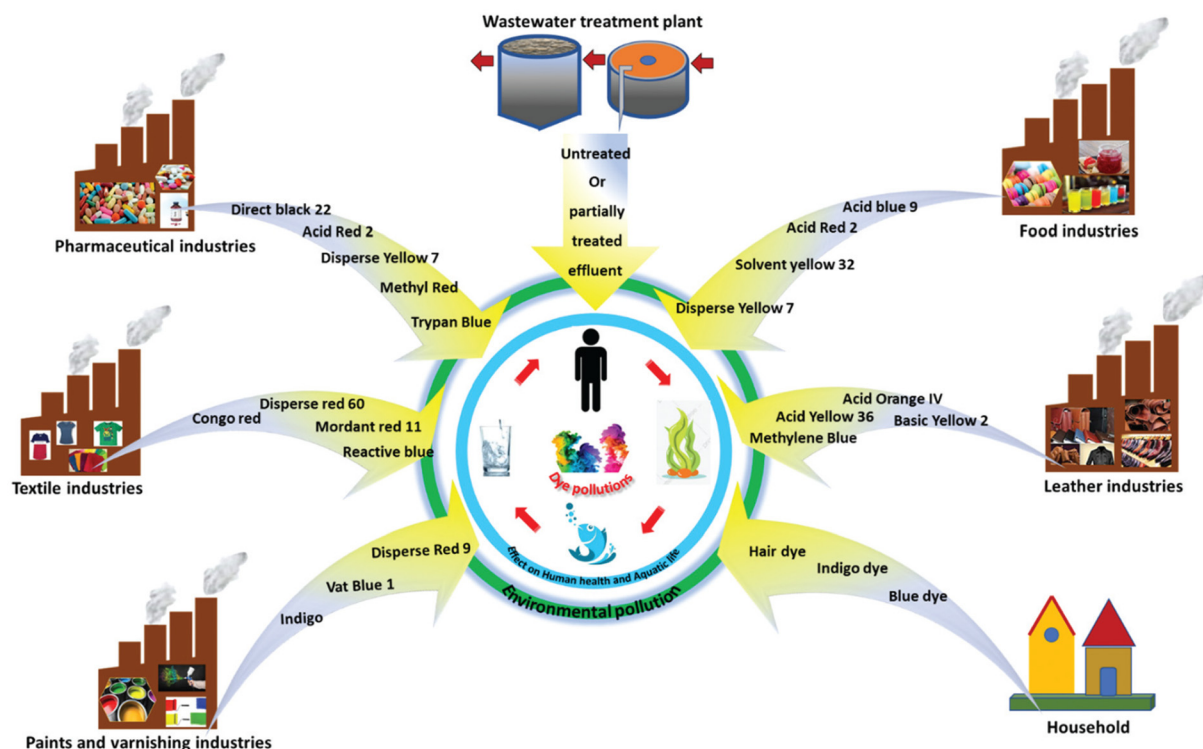 Wastewater treatment plant
Untreated
Or
partially
treated
effluent
Pharmaceutical industries
Direct black 22
Acid Red 2
Disperse Yellow 7
Methyl Red
Trypan Blue
Food industries
Acid blue 9
Acid Red 2
Solvent yellow 32
Disperse Yellow 7
Textile industries
Congo red
Disperse red 60
Mordant red 11
Reactive blue
Leather industries
Acid Orange IV
Basic Yellow 2
Acid Yellow 36
Methylene Blue
Paints and varnishing industries
Indigo
Vat Blue 1
Disperse Red 9
Household
Hair dye
Indigo dye
Blue dye
Dye pollutions
Effect on Human health and Aquatic life
Environmental pollution